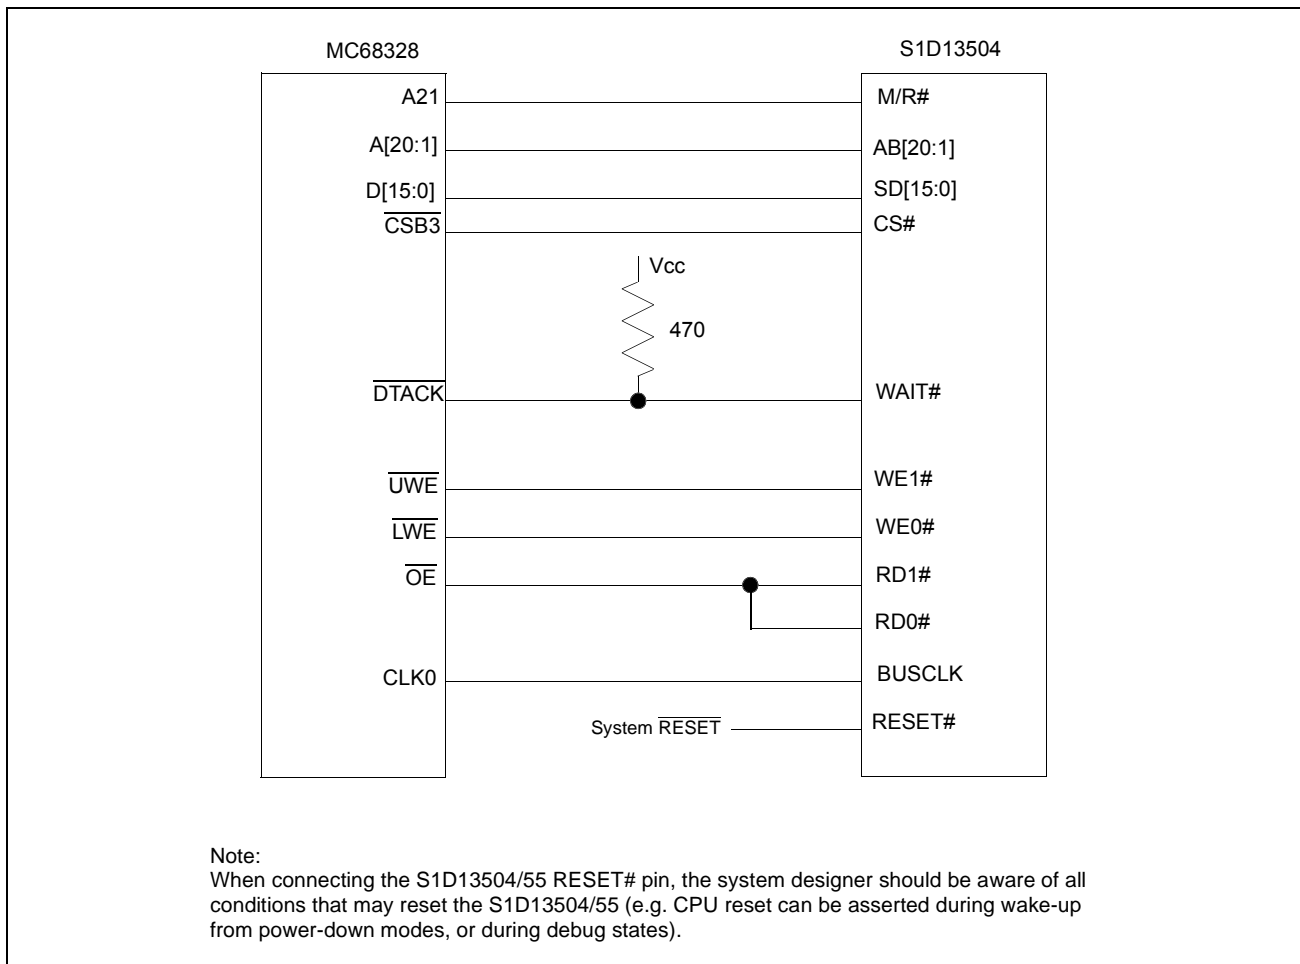 MC68328 S1D13504
A21 M/R#
A[20:1] AB[20:1]
D[15:0] SD[15:0]
CSB3 CS#
Vcc
470
DTACK WAIT#
UWE WE1#
LWE WE0#
OE RD1#
RD0#
CLK0 BUSCLK
System RESET RESET#
Note:
When connecting the S1D13504/55 RESET# pin, the system designer should be aware of all
conditions that may reset the S1D13504/55 (e.g. CPU reset can be asserted during wake-up
from power-down modes, or during debug states).